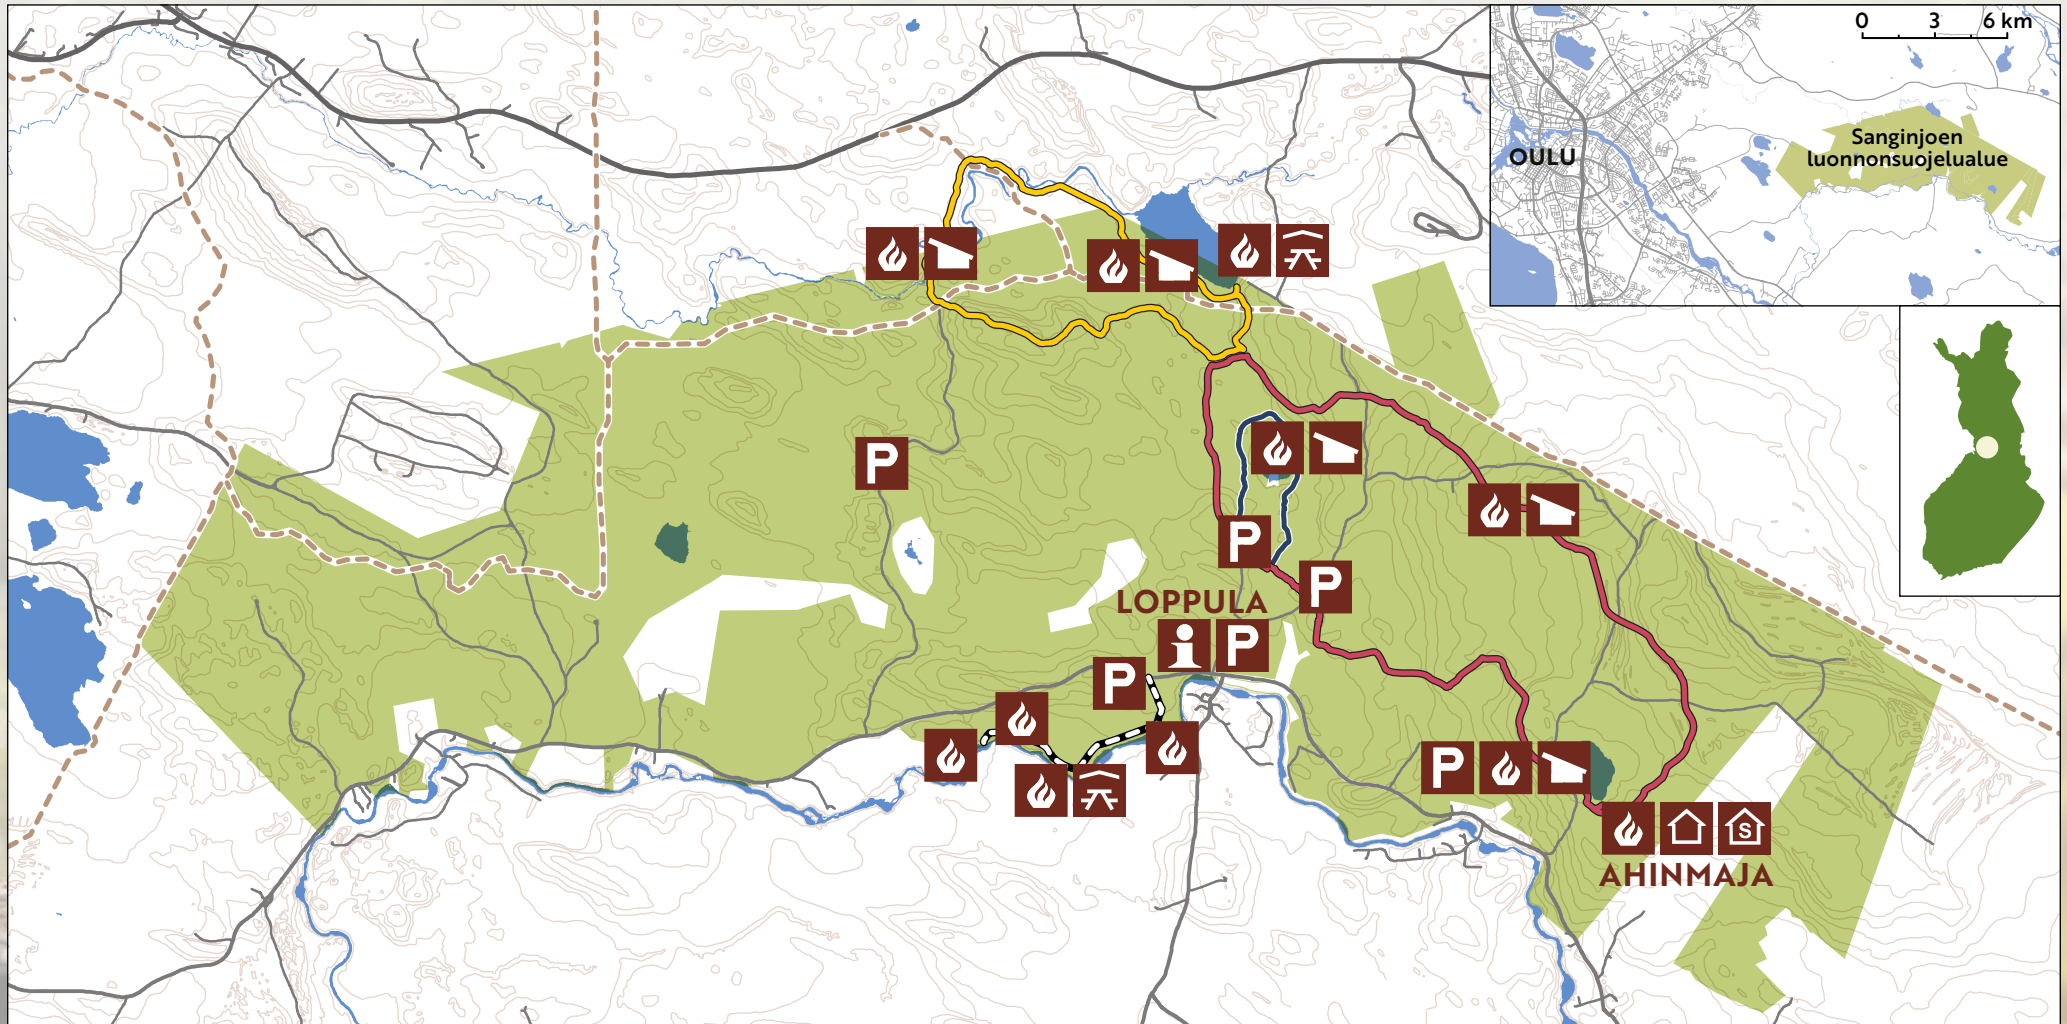 0 3 6 km
OULU
Sanginjoen
luonnonsuojelualue
P
P
P
LOPPULA
P
P
P
S
AHINMAJA